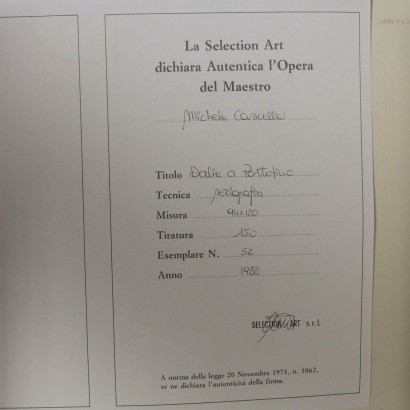 La Selection Art
dichiara Autentica l'Opera
del Maestro
Michele Cascella
Titolo Dalie a Portofino
Tecnica serigrafia
Misura 94x120
Tiratura 150
Esemplare N. 52
Anno 1988
SELECTION ART s.r.l.
A norma della legge 20 Novembre 1971, n. 1062,
se ne dichiara l'autenticità della firma.